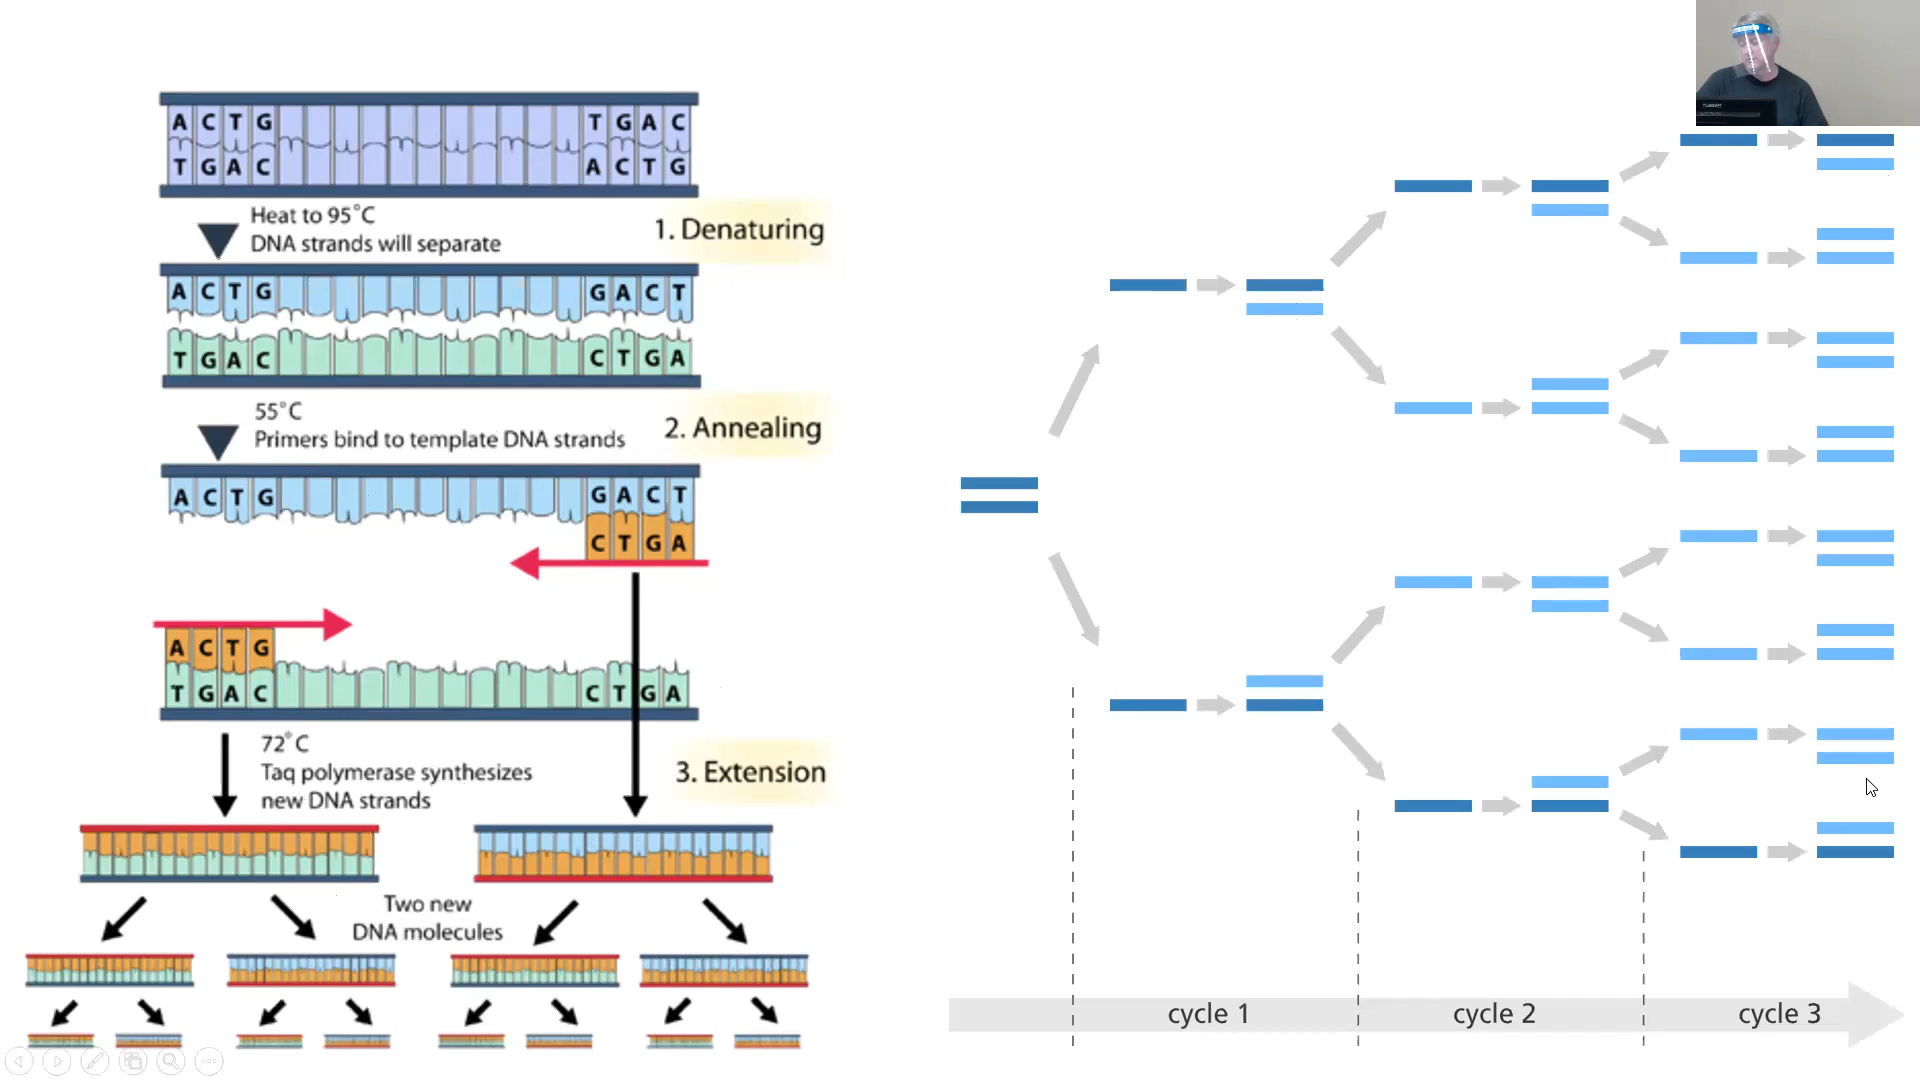 A C T G T G A C
T G A C A C T G
Heat to 95°C
DNA strands will separate
1. Denaturing
A C T G G A C T
T G A C C T G A
55°C
Primers bind to template DNA strands
2. Annealing
A C T G G A C T
C T G A
A C T G
T G A C C T G A
72°C
Taq polymerase synthesizes
new DNA strands
3. Extension
Two new
DNA molecules
cycle 1
cycle 2
cycle 3